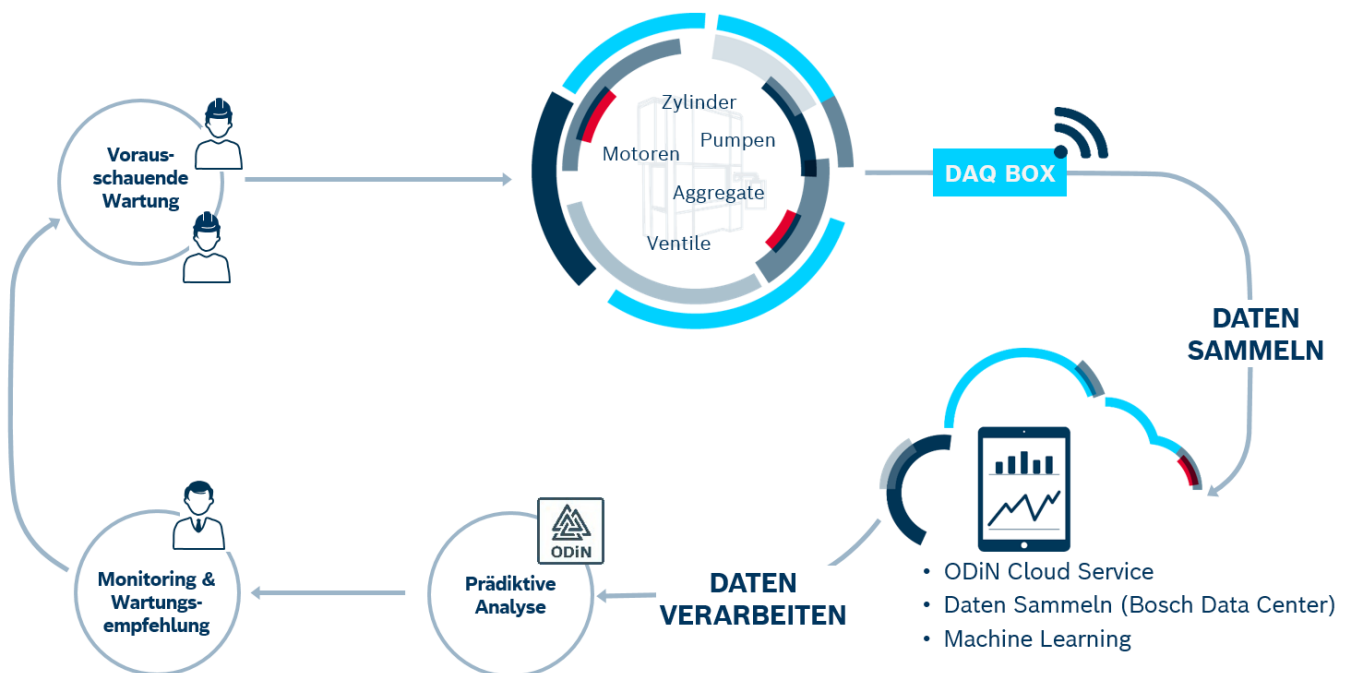 Voraus-
schauende
Wartung
Zylinder
Pumpen
Motoren
Aggregate
Ventile
DAQ BOX
DATEN
SAMMELN
• ODiN Cloud Service
• Daten Sammeln (Bosch Data Center)
• Machine Learning
DATEN
VERARBEITEN
ODiN
Prädiktive
Analyse
Monitoring &
Wartungs-
empfehlung